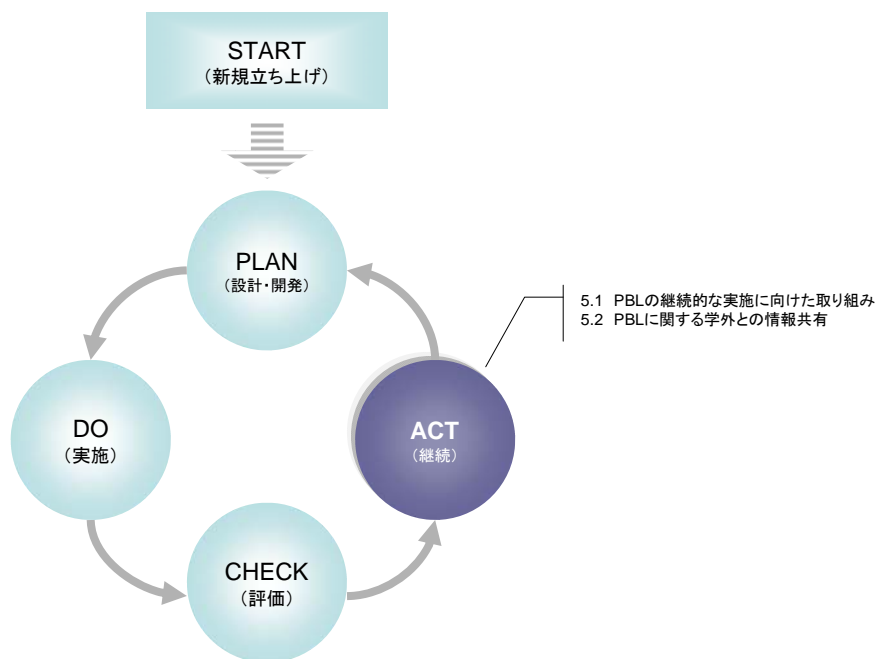 START
（新規立ち上げ）
PLAN
（設計・開発）
5.1 PBLの継続的な実施に向けた取り組み
5.2 PBLに関する学外との情報共有
DO
（実施）
ACT
（継続）
CHECK
（評価）